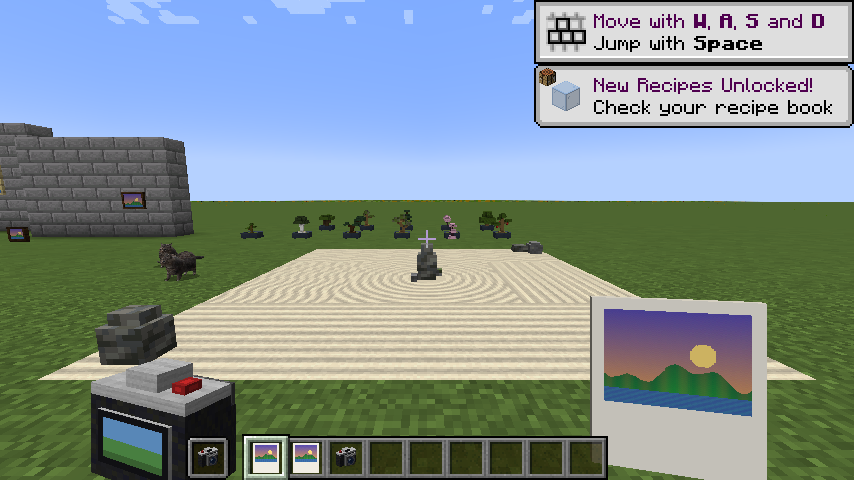 Move with W, A, S and D
Jump with Space
New Recipes Unlocked!
Check your recipe book